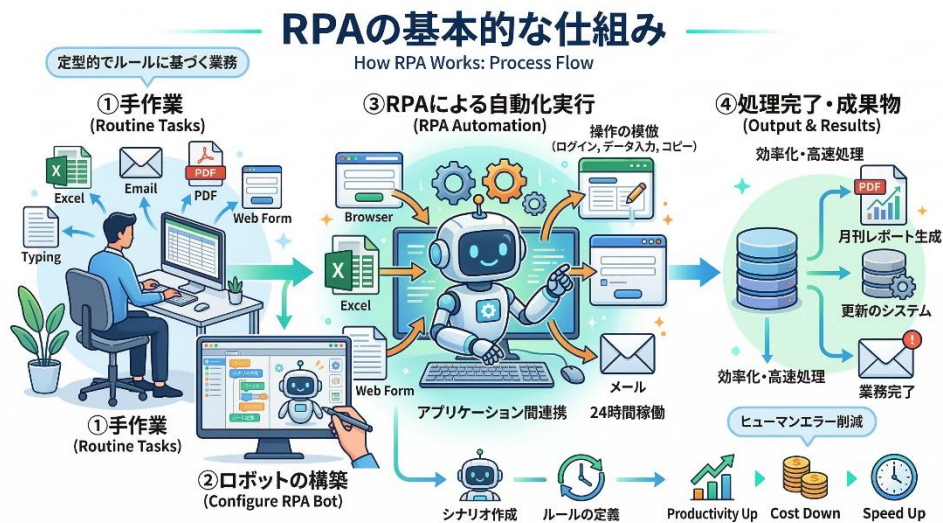 RPAの基本的な仕組み
How RPA Works: Process Flow
定型的でルールに基づく業務
①手作業
(Routine Tasks)
Excel
Email
PDF
PDF
Web Form
Typing
①手作業
(Routine Tasks)
②ロボットの構築
(Configure RPA Bot)
③RPAによる自動化実行
(RPA Automation)
操作の模倣
(ログイン, データ入力, コピー)
Browser
X
Excel
Web Form
メール
アプリケーション間連携
24時間稼働
④処理完了・成果物
(Output & Results)
効率化・高速処理
PDF
月刊レポート生成
更新のシステム
効率化・高速処理
業務完了
ヒューマンエラー削減
シナリオ作成
ルールの定義
Productivity Up
Cost Down
Speed Up